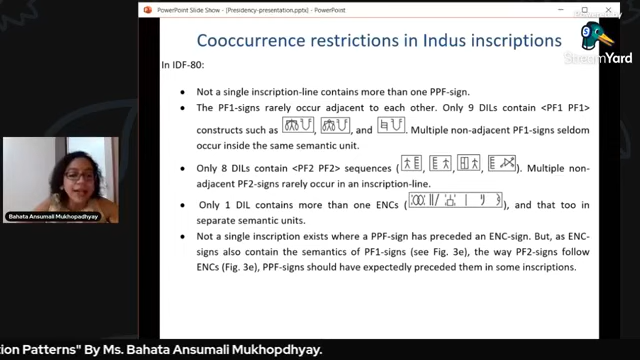 PowerPoint Slide Show - [Presidency-presentation.pptx] - PowerPoint
StreamYard
Cooccurrence restrictions in Indus inscriptions
In IDF-80:
• Not a single inscription-line contains more than one PPF-sign.
• The PF1-signs rarely occur adjacent to each other. Only 9 DILs contain <PF1 PF1>
constructs such as , , and . Multiple non-adjacent PF1-signs seldom
occur inside the same semantic unit.
• Only 8 DILs contain <PF2 PF2> sequences ( , , , ). Multiple non-
adjacent PF2-signs rarely occur in an inscription-line.
• Only 1 DIL contains more than one ENCs ( ), and that too in
separate semantic units.
• Not a single inscription exists where a PPF-sign has preceded an ENC-sign. But, as ENC-
signs also contain the semantics of PF1-signs (see Fig. 3e), the way PF2-signs follow
ENCs (Fig. 3e), PPF-signs should have expectedly preceded them in some inscriptions.
Bahata Ansumali Mukhopadhyay
tion Patterns" By Ms. Bahata Ansumali Mukhopdhyay.